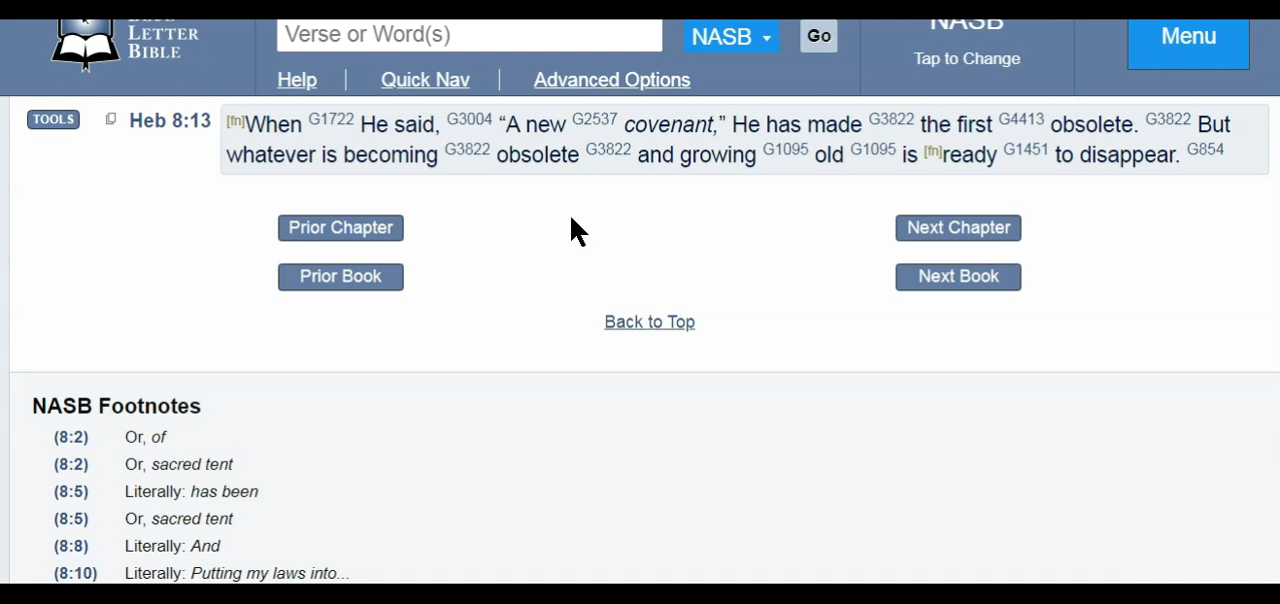 LETTER
BIBLE
Verse or Word(s)
NASB
Go
NASB
Tap to Change
Menu
Help
Quick Nav
Advanced Options
TOOLS
Heb 8:13
[fn]When G1722 He said, G3004 “A new G2537 covenant,” He has made G3822 the first G4413 obsolete. G3822 But
whatever is becoming G3822 obsolete G3822 and growing G1095 old G1095 is [fn]ready G1451 to disappear. G854
Prior Chapter
Next Chapter
Prior Book
Next Book
Back to Top
NASB Footnotes
(8:2) Or, of
(8:2) Or, sacred tent
(8:5) Literally: has been
(8:5) Or, sacred tent
(8:8) Literally: And
(8:10) Literally: Putting my laws into...